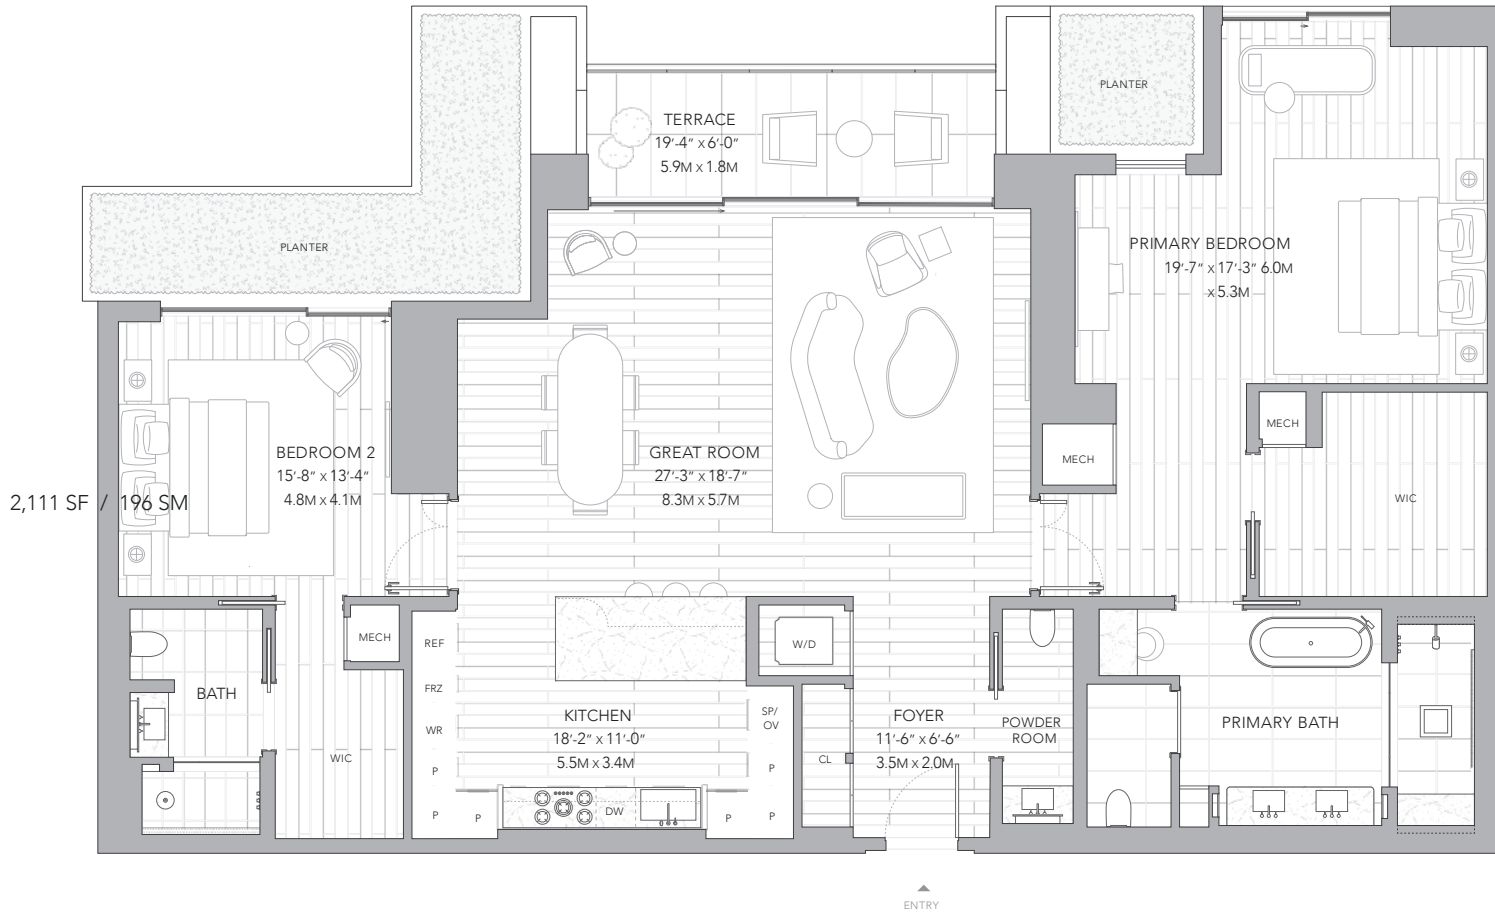 PLANTER
TERRACE
19'-4" x 6'-0"
5.9M x 1.8M
PLANTER
PRIMARY BEDROOM
19'-7" x 17'-3" 6.0M
x 5.3M
BEDROOM 2
15'-8" x 13'-4"
4.8M x 4.1M
GREAT ROOM
27'-3" x 18'-7"
8.3M x 5.7M
MECH
MECH
WIC
2,111 SF / 196 SM
MECH
REF
FRZ
WR
P
P
P
BATH
WIC
KITCHEN
18'-2" x 11'-0"
5.5M x 3.4M
DW
W/D
SP/
OV
P
P
P
CL
FOYER
11'-6" x 6'-6"
3.5M x 2.0M
POWDER
ROOM
PRIMARY BATH
ENTRY